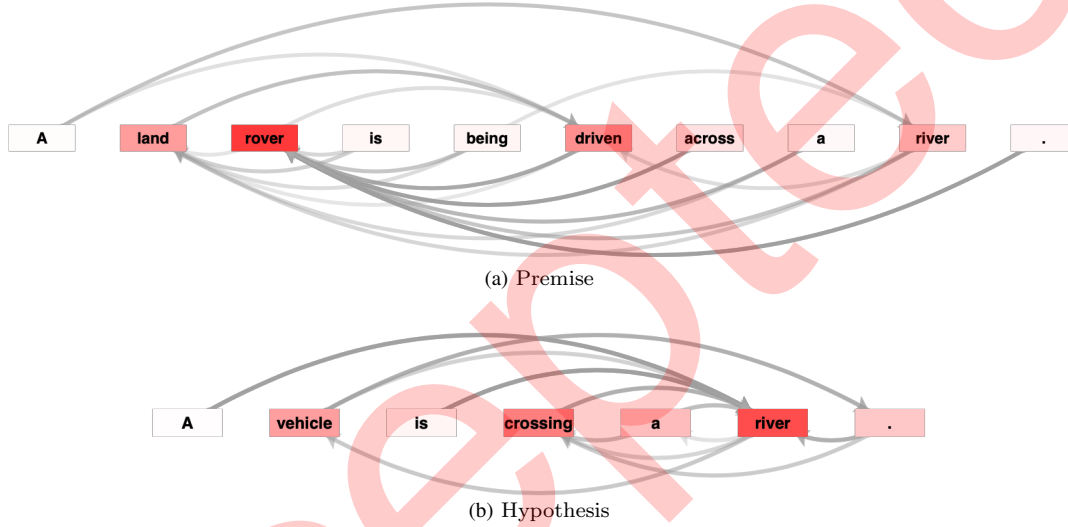 A land rover is being driven across a river .
(a) Premise
A vehicle is crossing a river .
(b) Hypothesis